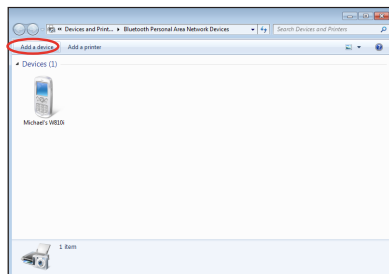 « Devices and Print... ▸ Bluetooth Personal Area Network Devices Search Devices and Printers
Add a device Add a printer
Devices (1)
Michael's W810i
1 item